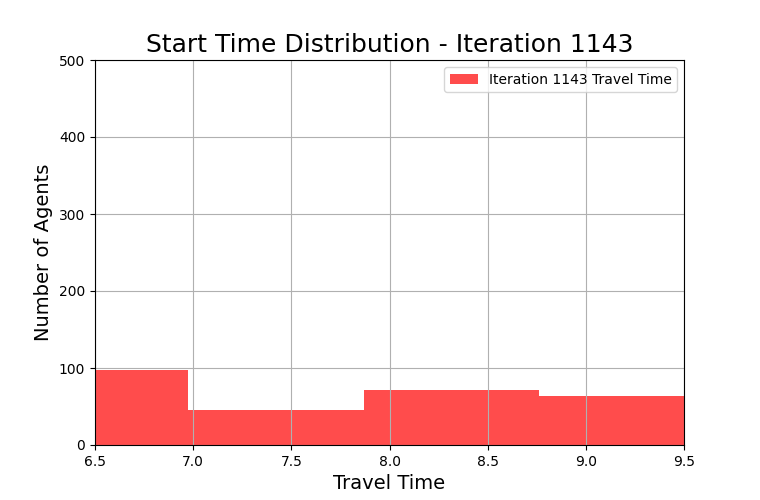 Start Time Distribution - Iteration 1143
Iteration 1143 Travel Time
Number of Agents
500
400
300
200
100
0
6.5 7.0 7.5 8.0 8.5 9.0 9.5
Travel Time